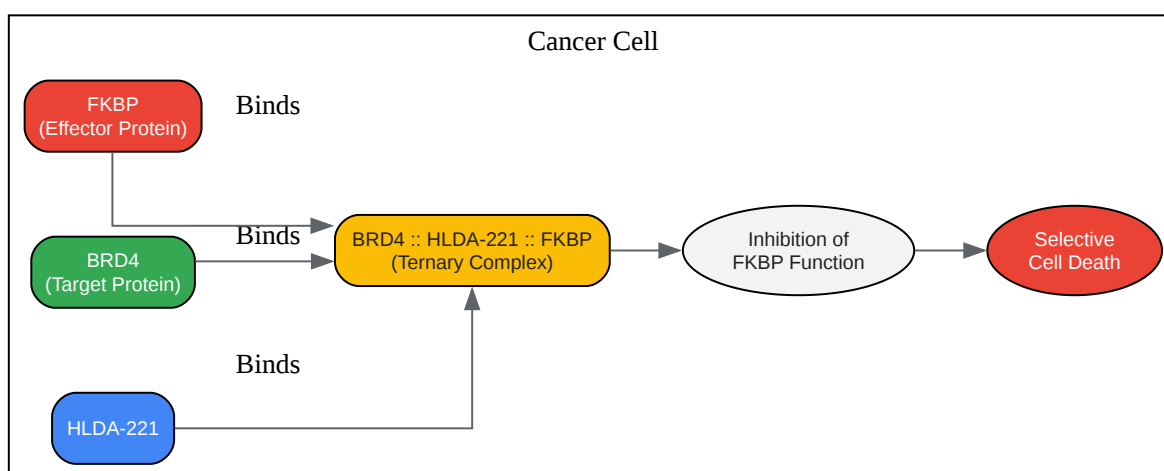 Cancer Cell
FKBP
(Effector Protein)
Binds
BRD4
(Target Protein)
Binds
BRD4 :: HLDA-221 :: FKBP
(Ternary Complex)
Inhibition of
FKBP Function
Selective
Cell Death
Binds
HLDA-221